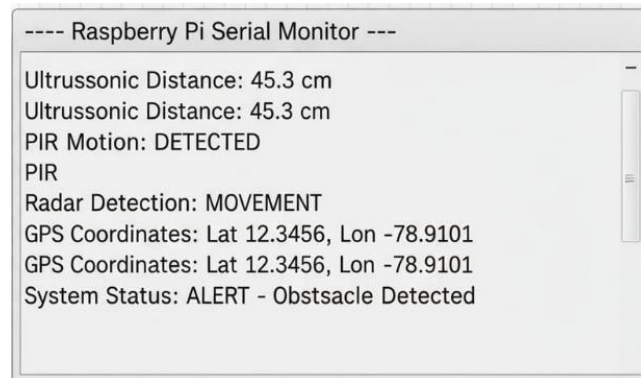 ---- Raspberry Pi Serial Monitor ---
Ultrussonic Distance: 45.3 cm
Ultrussonic Distance: 45.3 cm
PIR Motion: DETECTED
PIR
Radar Detection: MOVEMENT
GPS Coordinates: Lat 12.3456, Lon -78.9101
GPS Coordinates: Lat 12.3456, Lon -78.9101
System Status: ALERT - Obstsacle Detected